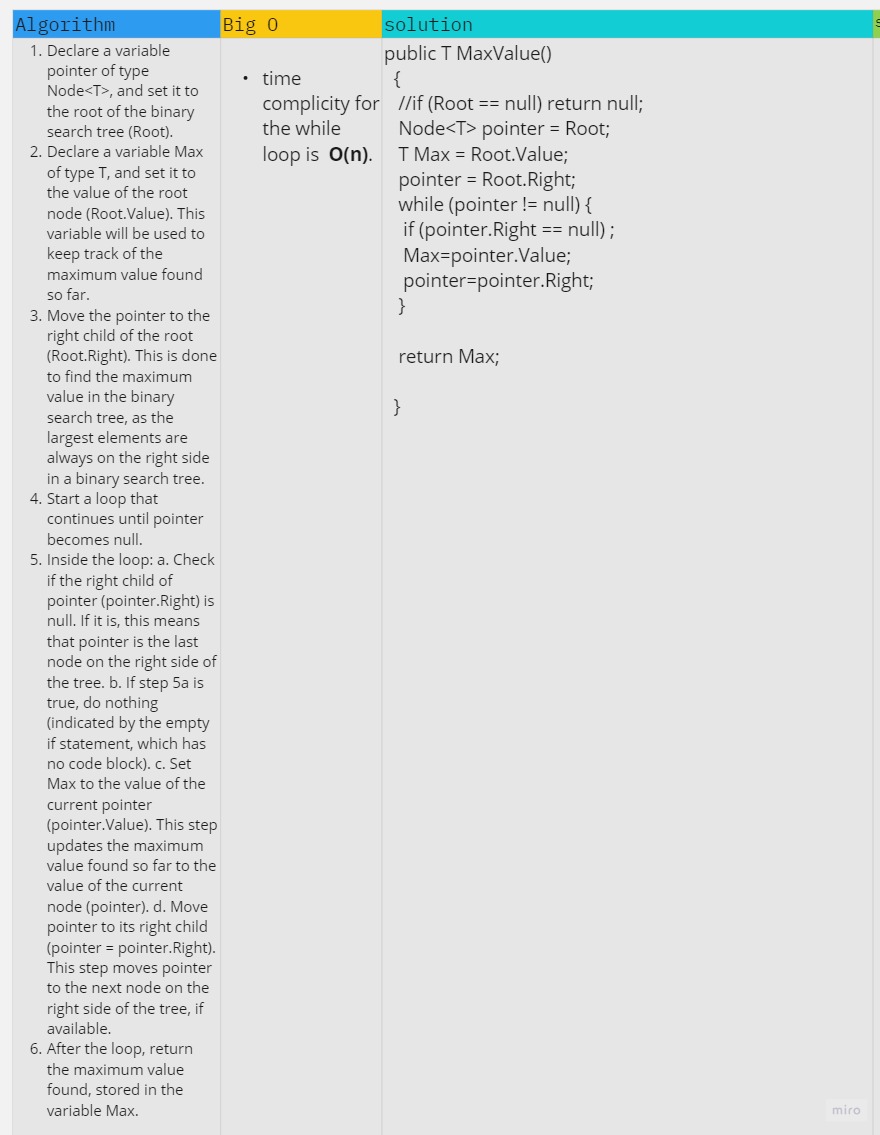 Algorithm
1. Declare a variable
pointer of type
Node<T>, and set it to
the root of the binary
search tree (Root).
2. Declare a variable Max
of type T, and set it to
the value of the root
node (Root.Value). This
variable will be used to
keep track of the
maximum value found
so far.
3. Move the pointer to the
right child of the root
(Root.Right). This is done
to find the maximum
value in the binary
search tree, as the
largest elements are
always on the right side
in a binary search tree.
4. Start a loop that
continues until pointer
becomes null.
5. Inside the loop: a. Check
if the right child of
pointer (pointer.Right) is
null. If it is, this means
that pointer is the last
node on the right side of
the tree. b. If step 5a is
true, do nothing
(indicated by the empty
if statement, which has
no code block). c. Set
Max to the value of the
current pointer
(pointer.Value). This step
updates the maximum
value found so far to the
value of the current
node (pointer). d. Move
pointer to its right child
(pointer = pointer.Right).
This step moves pointer
to the next node on the
right side of the tree, if
available.
6. After the loop, return
the maximum value
found, stored in the
variable Max.
Big O
• time
complicity for
the while
loop is O(n).
solution
public T MaxValue()
{
//if (Root == null) return null;
Node<T> pointer = Root;
T Max = Root.Value;
pointer = Root.Right;
while (pointer != null) {
if (pointer.Right == null) ;
Max=pointer.Value;
pointer=pointer.Right;
}
return Max;
}
miro